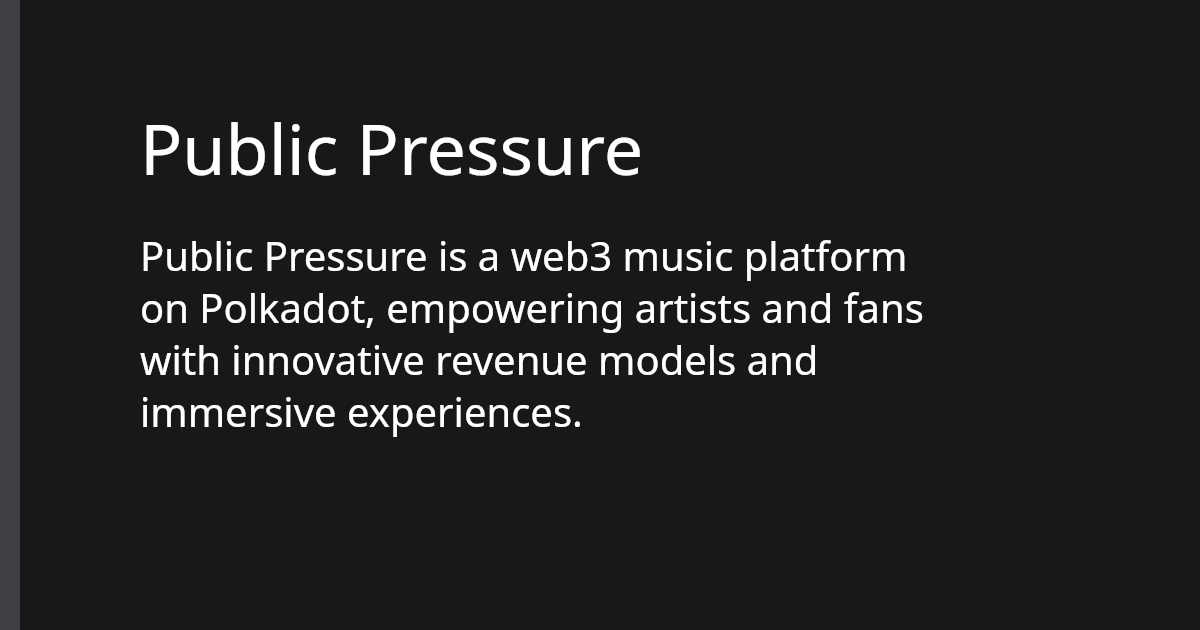 Public Pressure
Public Pressure is a web3 music platform
on Polkadot, empowering artists and fans
with innovative revenue models and
immersive experiences.